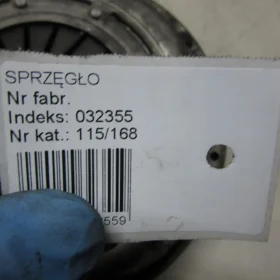 SPRZĘGŁO
Nr fabr.
Indeks: 032355
Nr kat.: 115/168